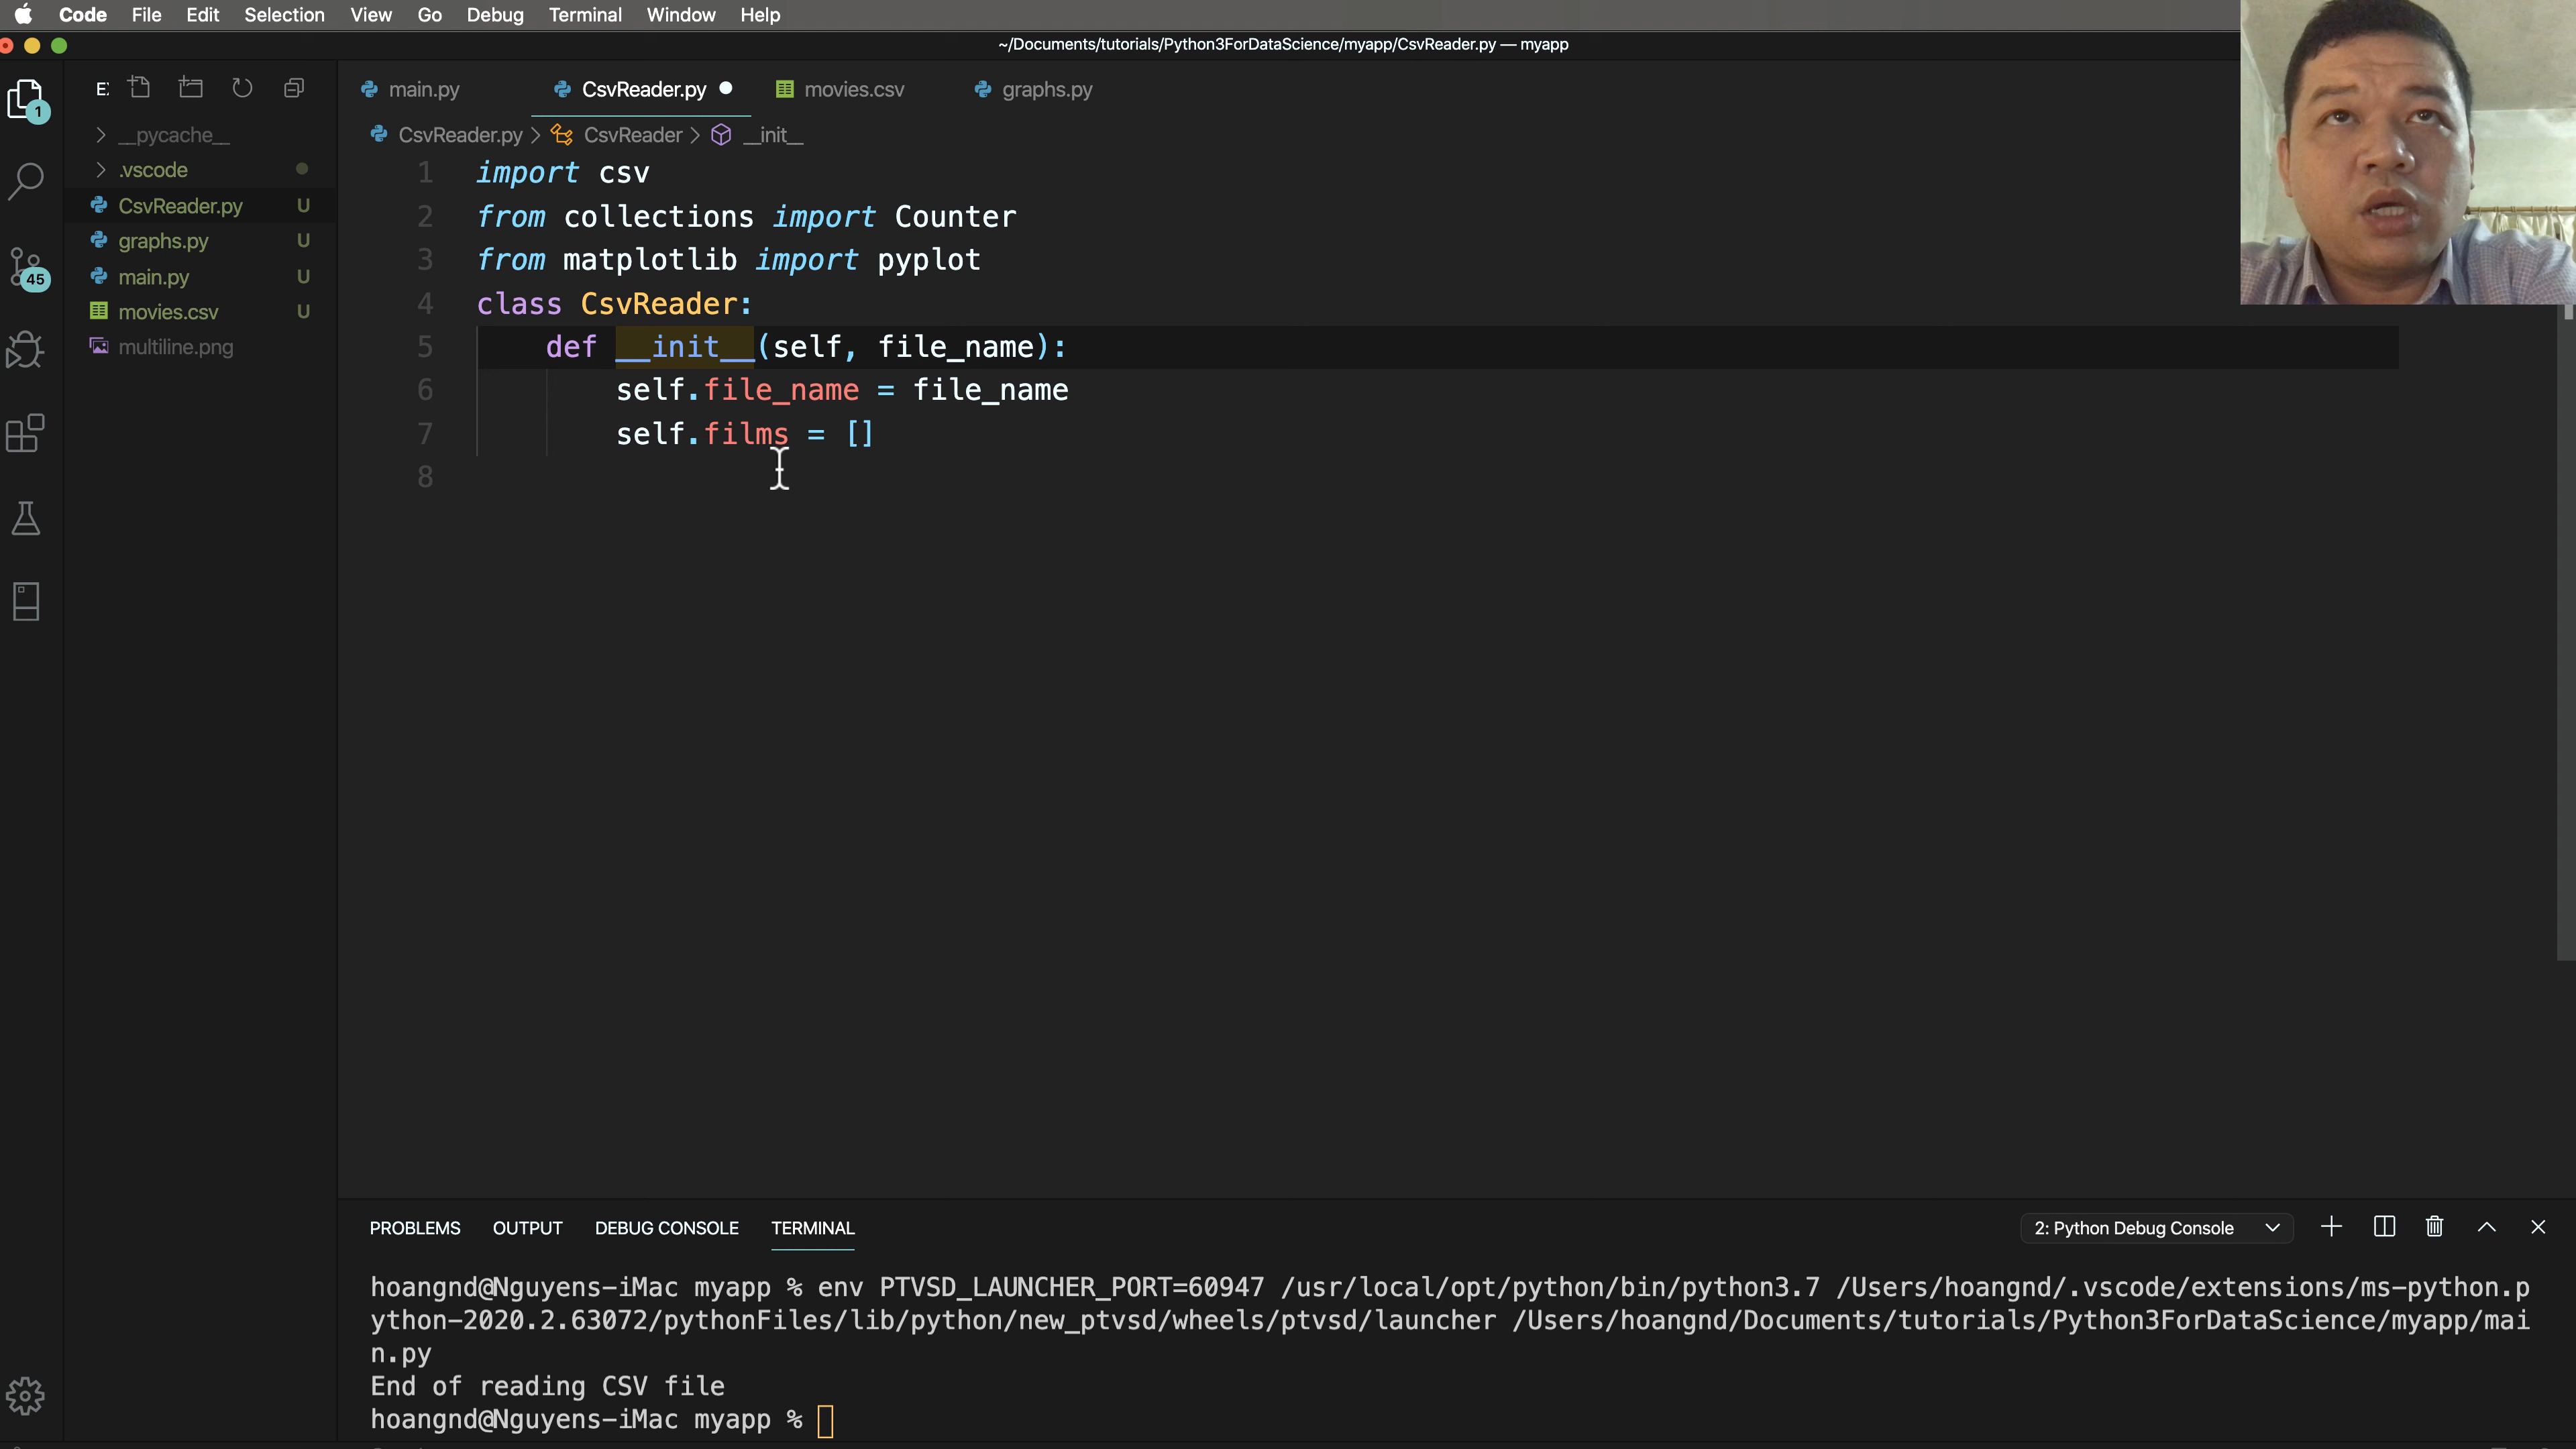 Code File Edit Selection View Go Debug Terminal Window Help
~/Documents/tutorials/Python3ForDataScience/myapp/CsvReader.py — myapp
E:
main.py CsvReader.py movies.csv graphs.py
CsvReader.py > CsvReader > __init__
1
__pycache__
.vscode
CsvReader.py U
graphs.py U
main.py U
movies.csv U
multiline.png
45
1 import csv
2 from collections import Counter
3 from matplotlib import pyplot
4 class CsvReader:
5 def __init__(self, file_name):
6 self.file_name = file_name
7 self.films = []
8
PROBLEMS OUTPUT DEBUG CONSOLE TERMINAL 2: Python Debug Console
hoangnd@Nguyens-iMac myapp % env PTVSD_LAUNCHER_PORT=60947 /usr/local/opt/python/bin/python3.7 /Users/hoangnd/.vscode/extensions/ms-python.p
ython-2020.2.63072/pythonFiles/lib/python/new_ptvsd/wheels/ptvsd/launcher /Users/hoangnd/Documents/tutorials/Python3ForDataScience/myapp/mai
n.py
End of reading CSV file
hoangnd@Nguyens-iMac myapp %